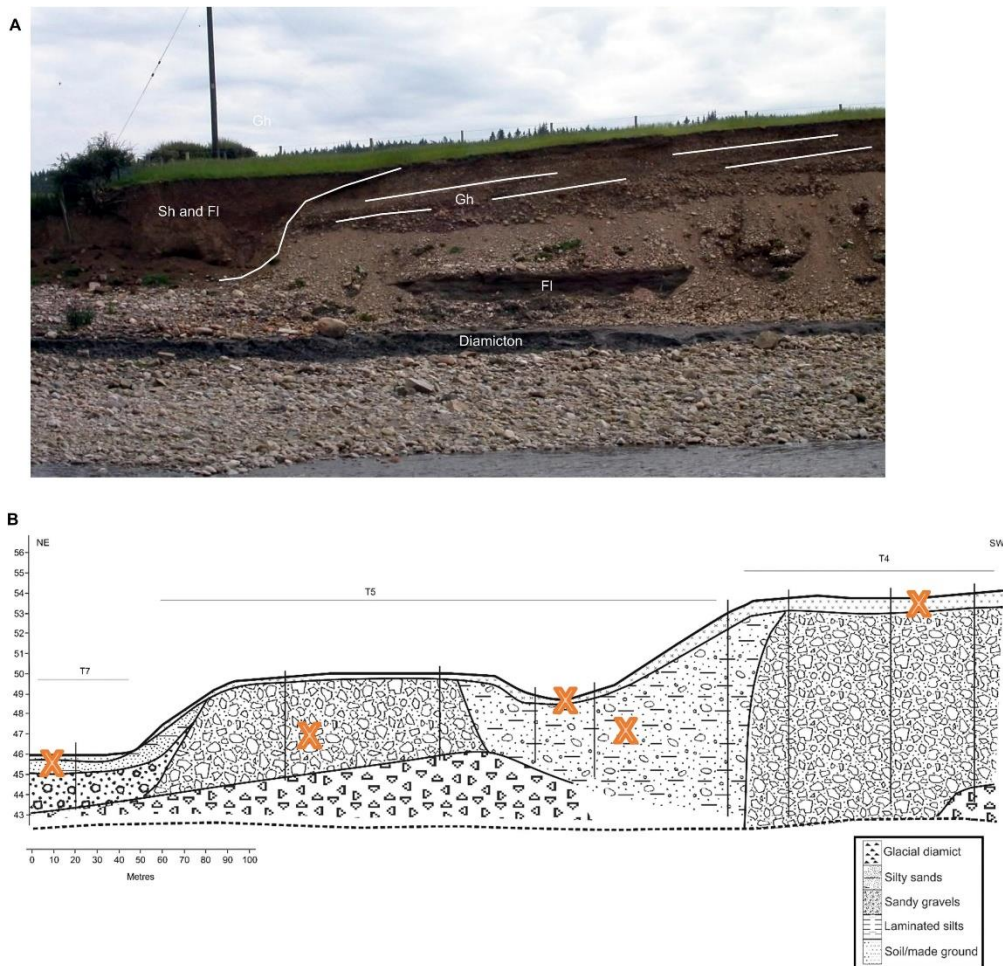 A
Gh
Sh and Fl
Gh
Fl
Diamicton
B
NE
SW
T4
T5
T7
56
55
54
53
52
51
50
49
48
47
46
45
44
43
0 10 20 30 40 50 60 70 80 90 100
Metres
Glacial diamict
Silty sands
Sandy gravels
Laminated silts
Soil/made ground